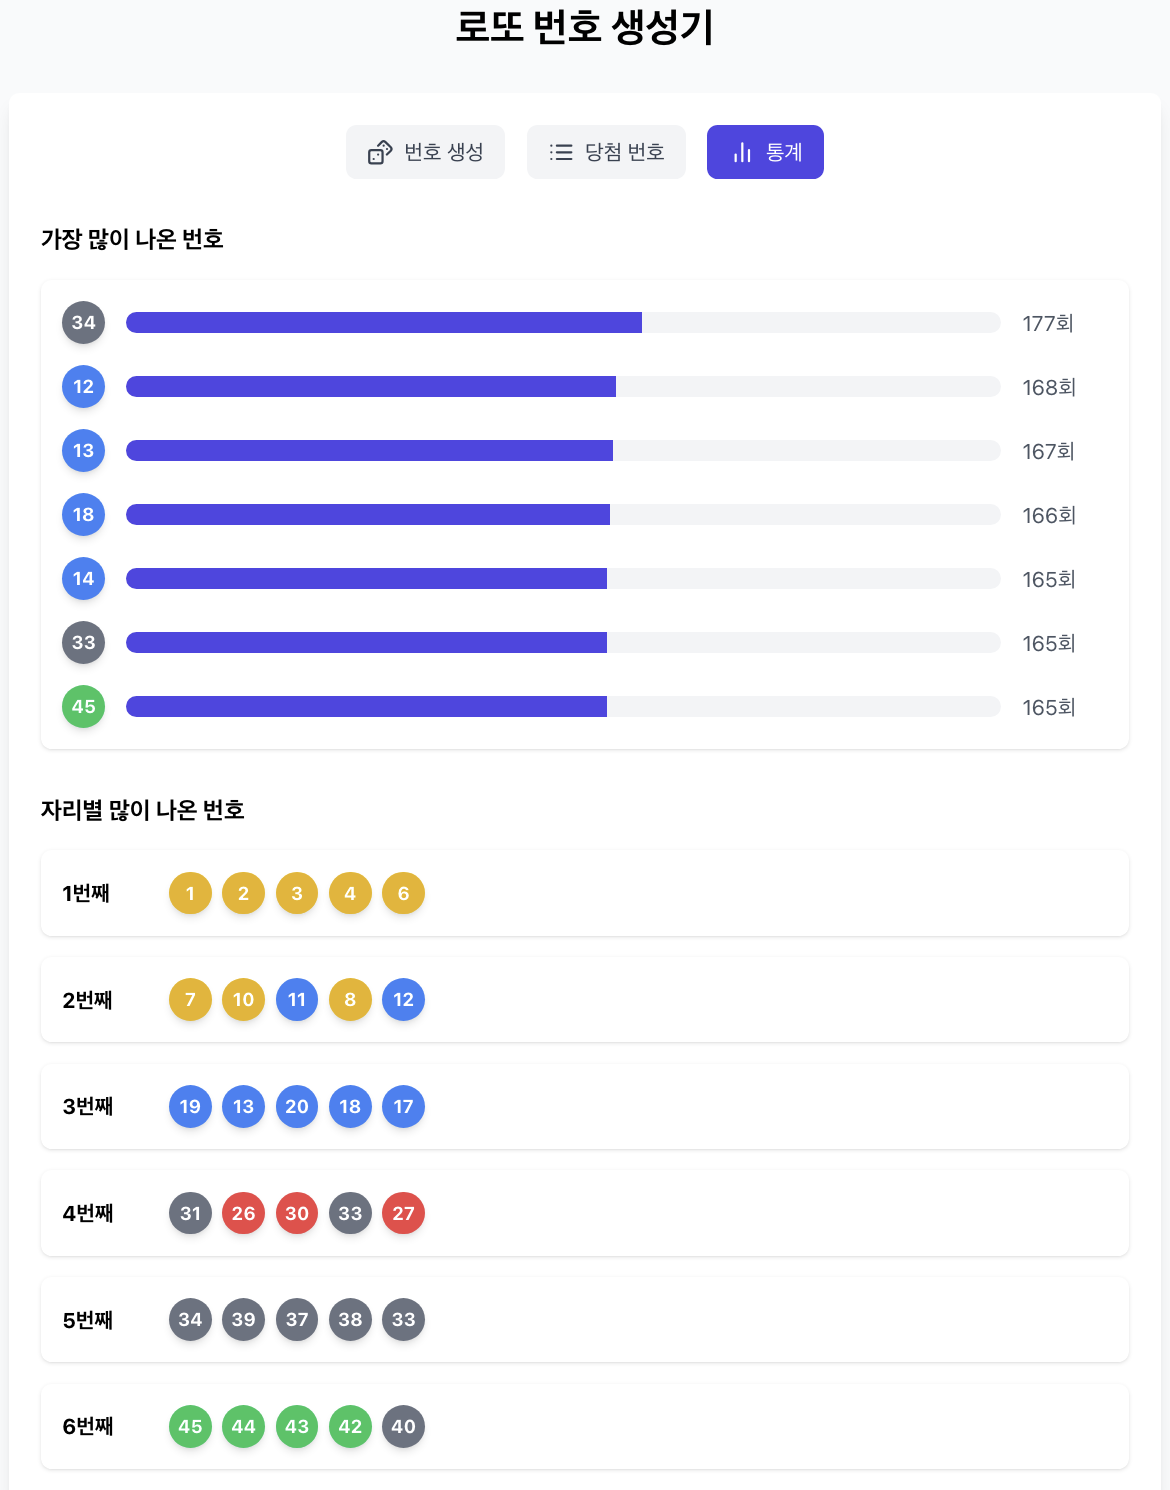 로또 번호 생성기
번호 생성
당첨 번호
통계
가장 많이 나온 번호
34 177회
12 168회
13 167회
18 166회
14 165회
33 165회
45 165회
자리별 많이 나온 번호
1번째 1 2 3 4 6
2번째 7 10 11 8 12
3번째 19 13 20 18 17
4번째 31 26 30 33 27
5번째 34 39 37 38 33
6번째 45 44 43 42 40